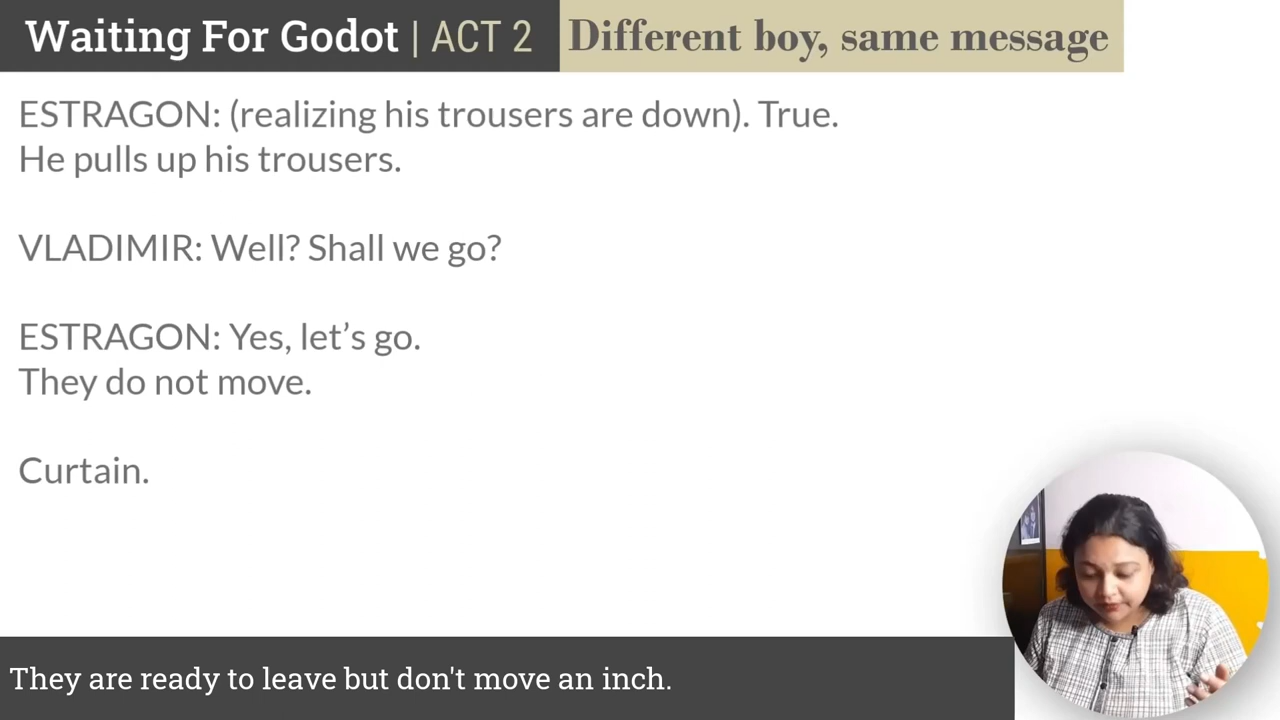 Waiting For Godot | ACT 2 Different boy, same message
ESTRAGON: (realizing his trousers are down). True.
He pulls up his trousers.
VLADIMIR: Well? Shall we go?
ESTRAGON: Yes, let’s go.
They do not move.
Curtain.
They are ready to leave but don't move an inch.